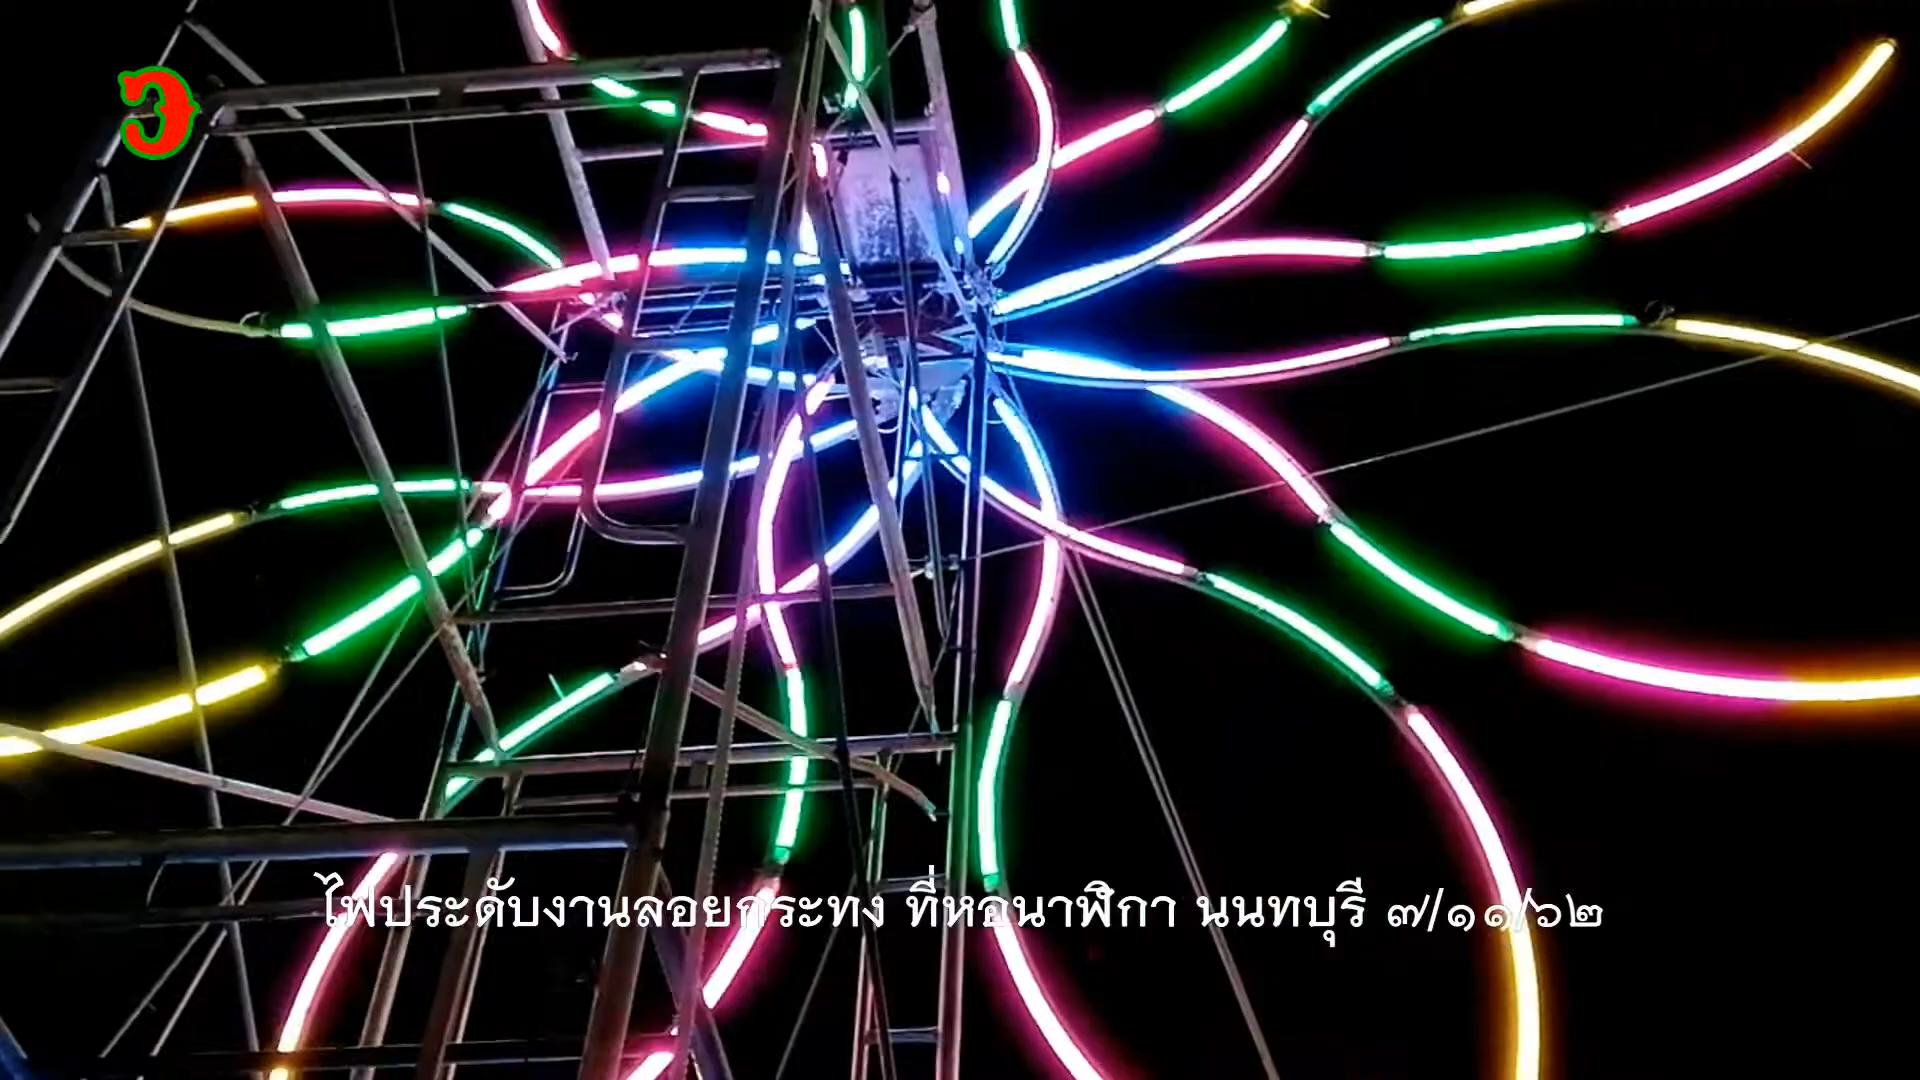 ไฟประดับงานลอยกระทง ที่หอนาฬิกา นนทบุรี ๗/๑๑/๖๒